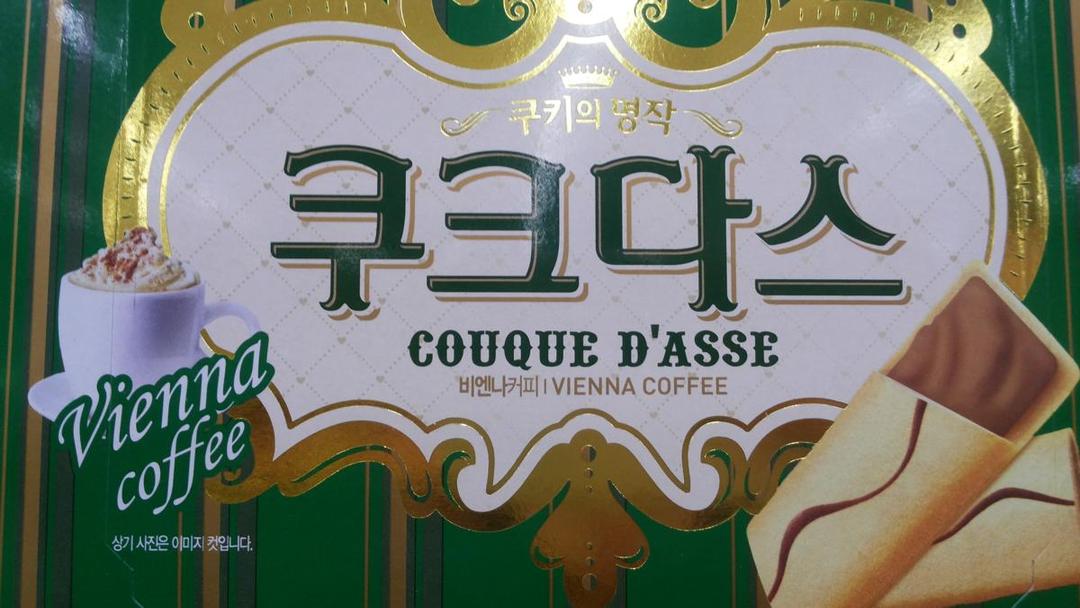 쿠키의 명작
쿠크다스
COUQUE D'ASSE
비엔나커피 | VIENNA COFFEE
Vienna
coffee
상기 사진은 이미지 컷입니다.